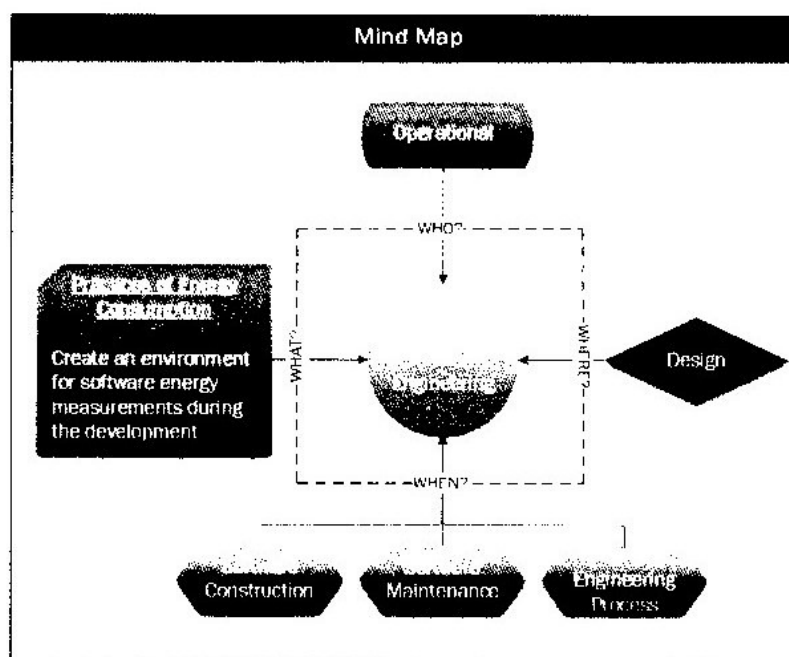 Mind Map
Operational
WHO?
Practices of Energy
Consumption
Create an environment
for software energy
measurements during
the development
WHAT?
Engineering
WHERE?
Design
WHEN?
Construction
Maintenance
Engineering
Process